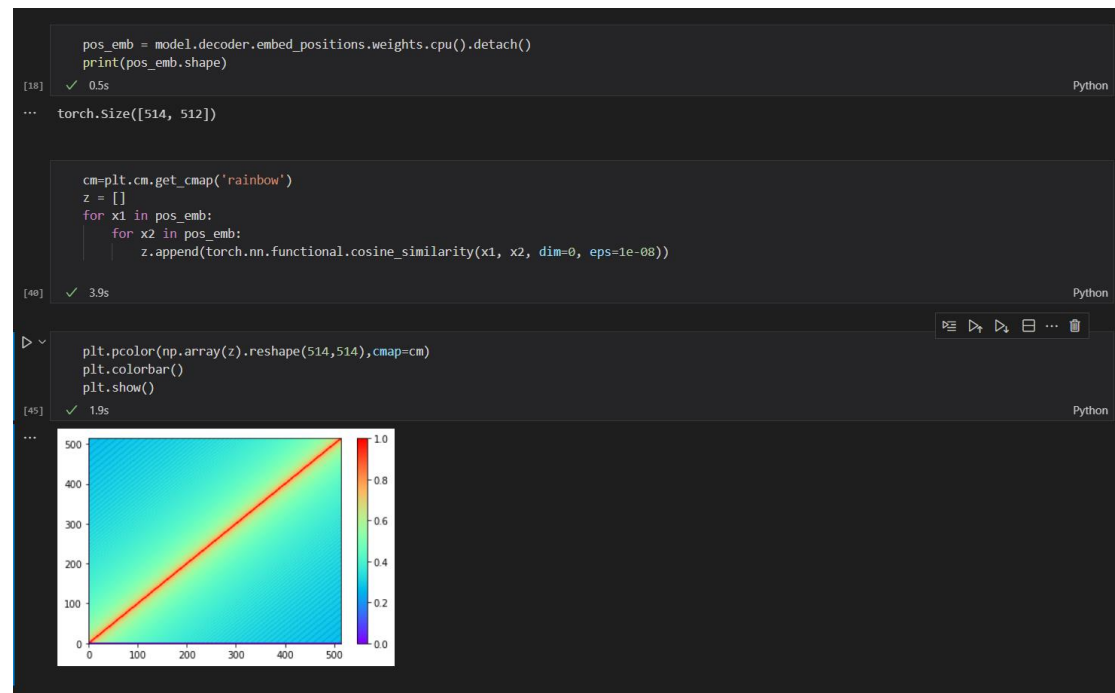 pos_emb = model.decoder.embed_positions.weights.cpu().detach()
print(pos_emb.shape)
[18] ✓ 0.5s Python
... torch.Size([514, 512])
cm=plt.cm.get_cmap('rainbow')
z = []
for x1 in pos_emb:
for x2 in pos_emb:
z.append(torch.nn.functional.cosine_similarity(x1, x2, dim=0, eps=1e-08))
[40] ✓ 3.9s Python
plt.pcolor(np.array(z).reshape(514,514),cmap=cm)
plt.colorbar()
plt.show()
[45] ✓ 1.9s Python
...
500 1.0
400 0.8
300 0.6
200 0.4
100 0.2
0 0.0
0 100 200 300 400 500